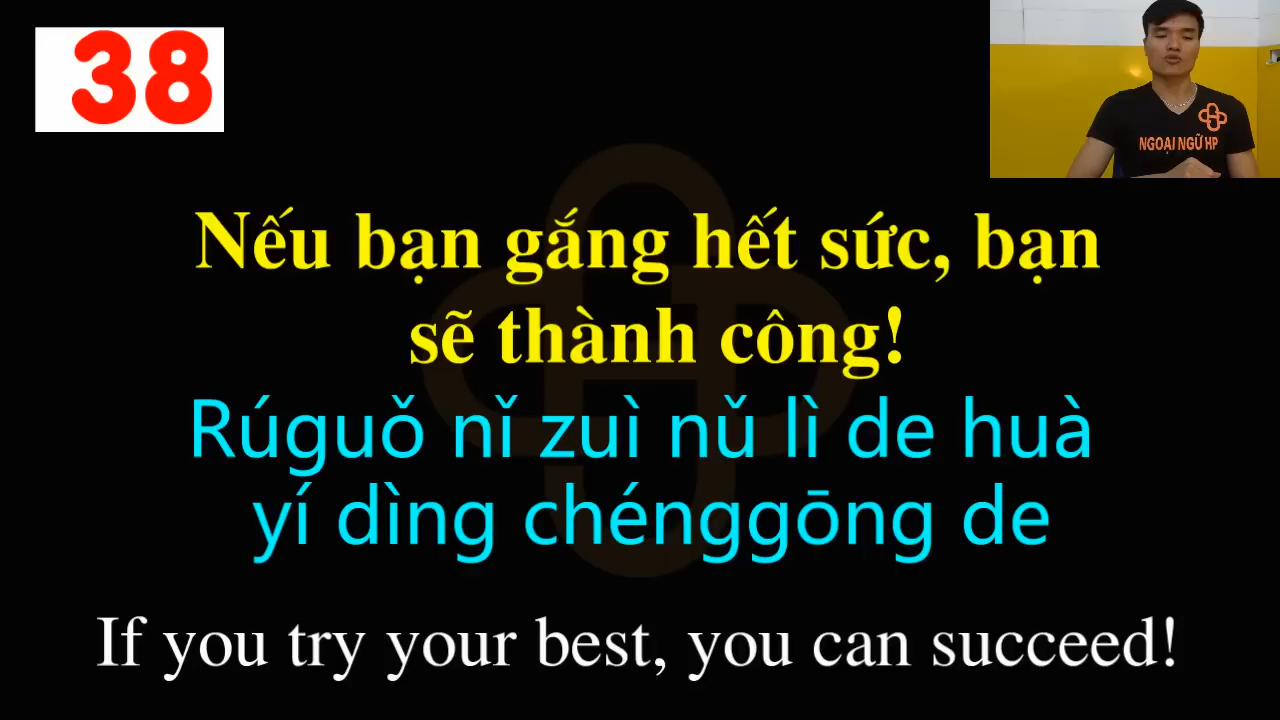 38
NGOẠI NGỮ HP
Nếu bạn gắng hết sức, bạn
sẽ thành công!
Rúguǒ nǐ zuì nǔ lì de huà
yí dìng chénggōng de
If you try your best, you can succeed!